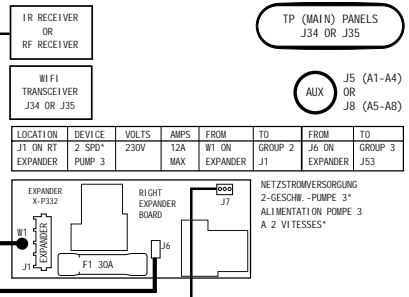 IR RECEIVER
OR
RF RECEIVER
TP (MAIN) PANELS
J34 OR J35
WIFI
TRANSCEIVER
J34 OR J35
AUX
J5 (A1-A4)
OR
J8 (A5-A8)
LOCATION DEVICE VOLTS AMPS FROM TO FROM TO
J1 ON RT 2 SPD* 230V 12A W1 ON GROUP 2 J6 ON GROUP 3
EXPANDER PUMP 3 MAX EXPANDER J1 EXPANDER J53
EXPANDER
X-P332
RIGHT
EXPANDER
BOARD
J7
W1
EXPANDER
J1
J6
F1 30A
NETZSTROMVERSORGUNG
2-GESCHW.-PUMPE 3*
ALIMENTATION POMPE 3
A 2 VITESSES*